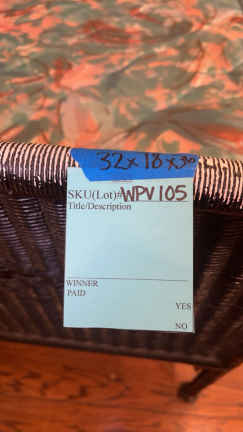 32x18x30
SKU(Lot)#WPV105
Title/Description
WINNER
PAID
YES
NO